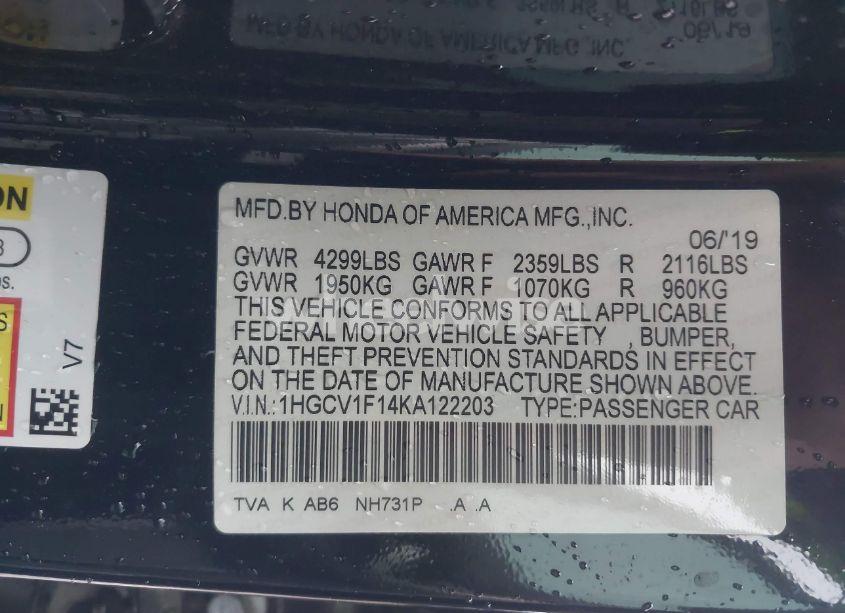 MFD.BY HONDA OF AMERICA MFG.,INC.
06/'19
GVWR 4299LBS GAWR F 2359LBS R 2116LBS
GVWR 1950KG GAWR F 1070KG R 960KG
THIS VEHICLE CONFORMS TO ALL APPLICABLE
FEDERAL MOTOR VEHICLE SAFETY , BUMPER,
AND THEFT PREVENTION STANDARDS IN EFFECT
ON THE DATE OF MANUFACTURE SHOWN ABOVE.
V.I.N.:1HGCV1F14KA122203 TYPE:PASSENGER CAR
TVA K AB6 NH731P .A .A
V7